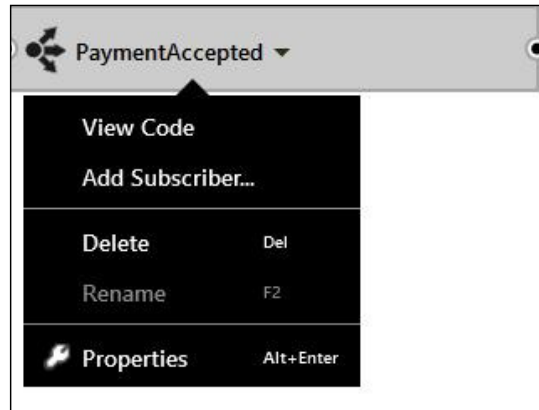 PaymentAccepted
View Code
Add Subscriber...
Delete Del
Rename F2
Properties Alt+Enter